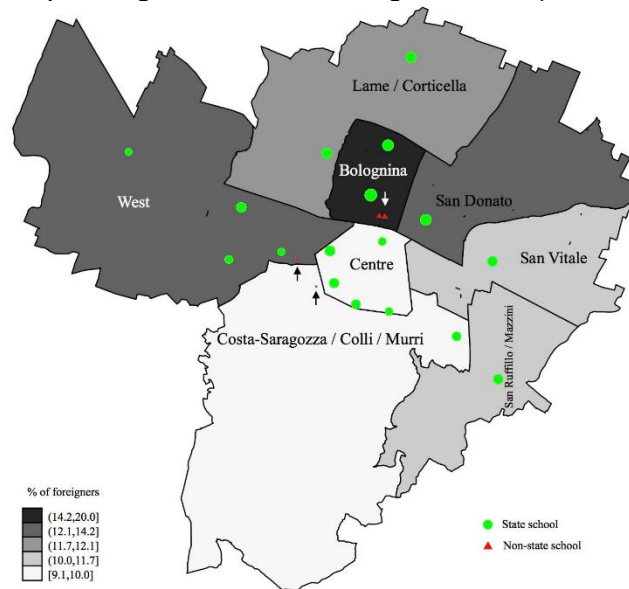 Lame / Corticella
Bolognina
West
San Donato
San Vitale
Centre
Costa-Saragozza / Colli / Murri
San Ruffillo / Mazzini
% of foreigners
(14.2,20.0]
(12.1,14.2]
(11.7,12.1]
(10.0,11.7]
[9.1,10.0]
State school
Non-state school